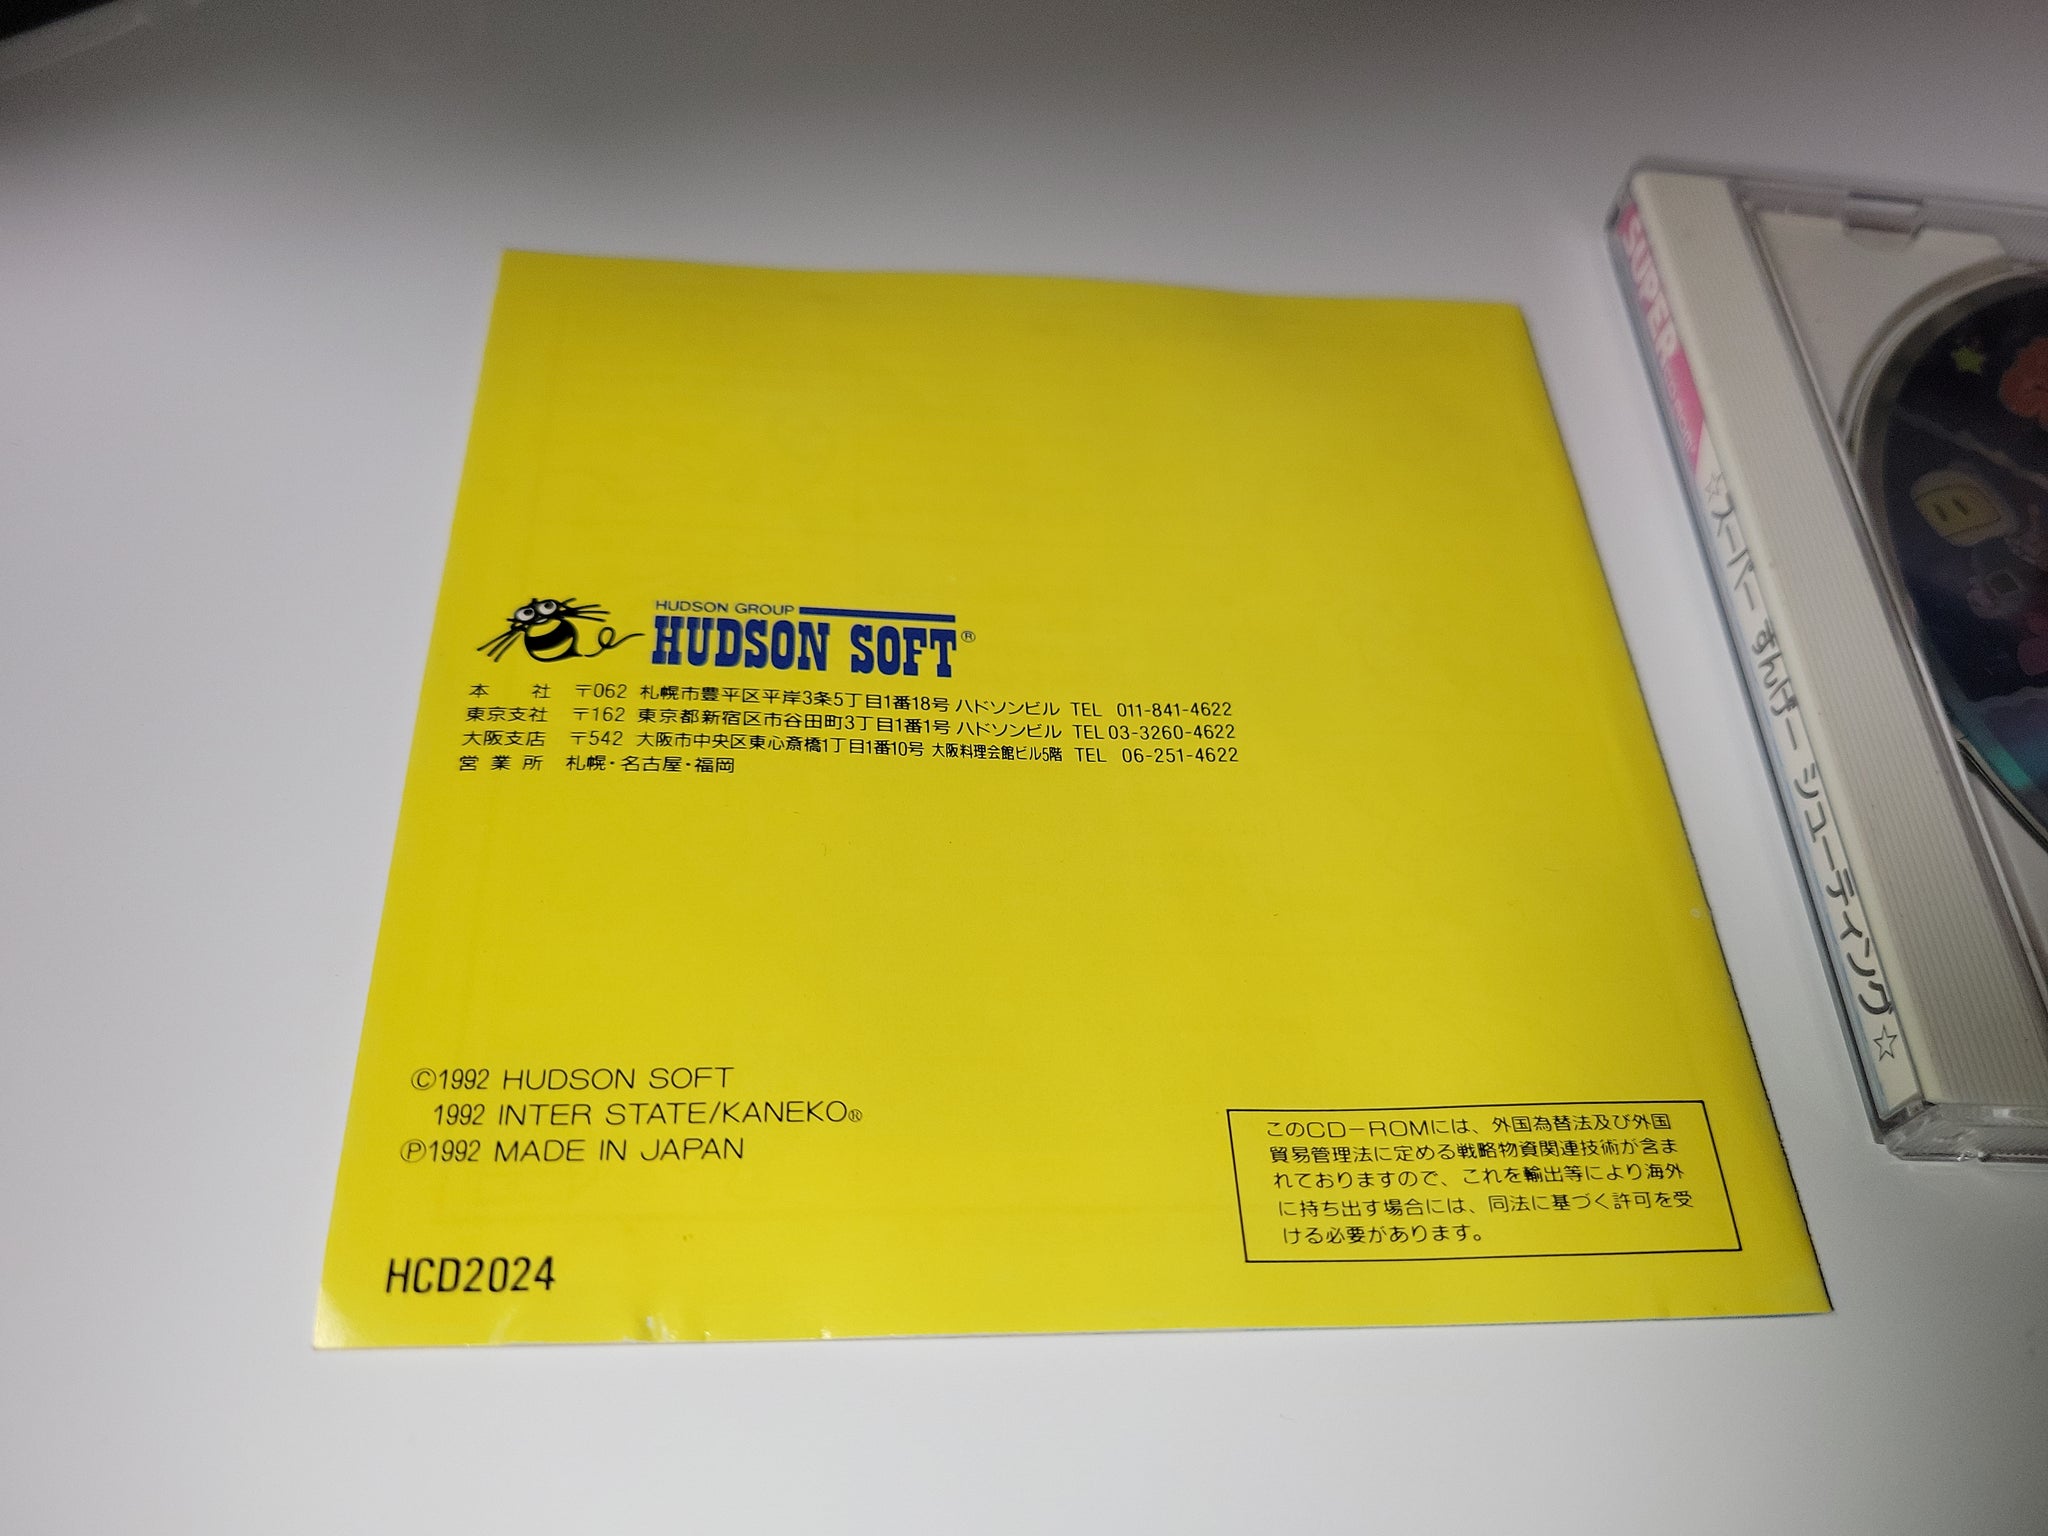 HUDSON GROUP
HUDSON SOFT®
本 社 〒062 札幌市豊平区平岸3条5丁目1番18号 ハドソンビル TEL 011-841-4622
東京支社 〒162 東京都新宿区市谷田町3丁目1番1号 ハドソンビル TEL 03-3260-4622
大阪支店 〒542 大阪市中央区東心斎橋1丁目1番10号 大阪料理会館ビル5階 TEL 06-251-4622
営業所 札幌・名古屋・福岡
©1992 HUDSON SOFT
1992 INTER STATE/KANEKO®
Ⓟ1992 MADE IN JAPAN
HCD2024
このCD-ROMには、外国為替法及び外国
貿易管理法に定める戦略物資関連技術が含ま
れておりますので、これを輸出等により海外
に持ち出す場合には、同法に基づく許可を受
ける必要があります。
SUPER CD-ROM²
☆スーパー すんげー シューティング☆